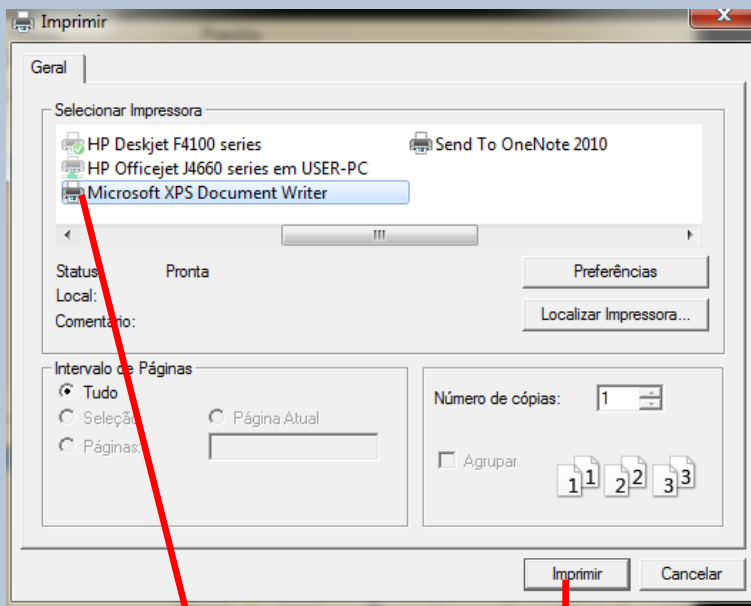 Imprimir
Geral
Selecionar Impressora
HP Deskjet F4100 series
Send To OneNote 2010
HP Officejet J4660 series em USER-PC
Microsoft XPS Document Writer
Status: Pronta
Preferências
Local:
Comentário:
Localizar Impressora...
Intervalo de Páginas
Tudo
Seleção
Página Atual
Páginas:
Número de cópias: 1
Agrupar
1 1 2 2 3 3
Imprimir
Cancelar